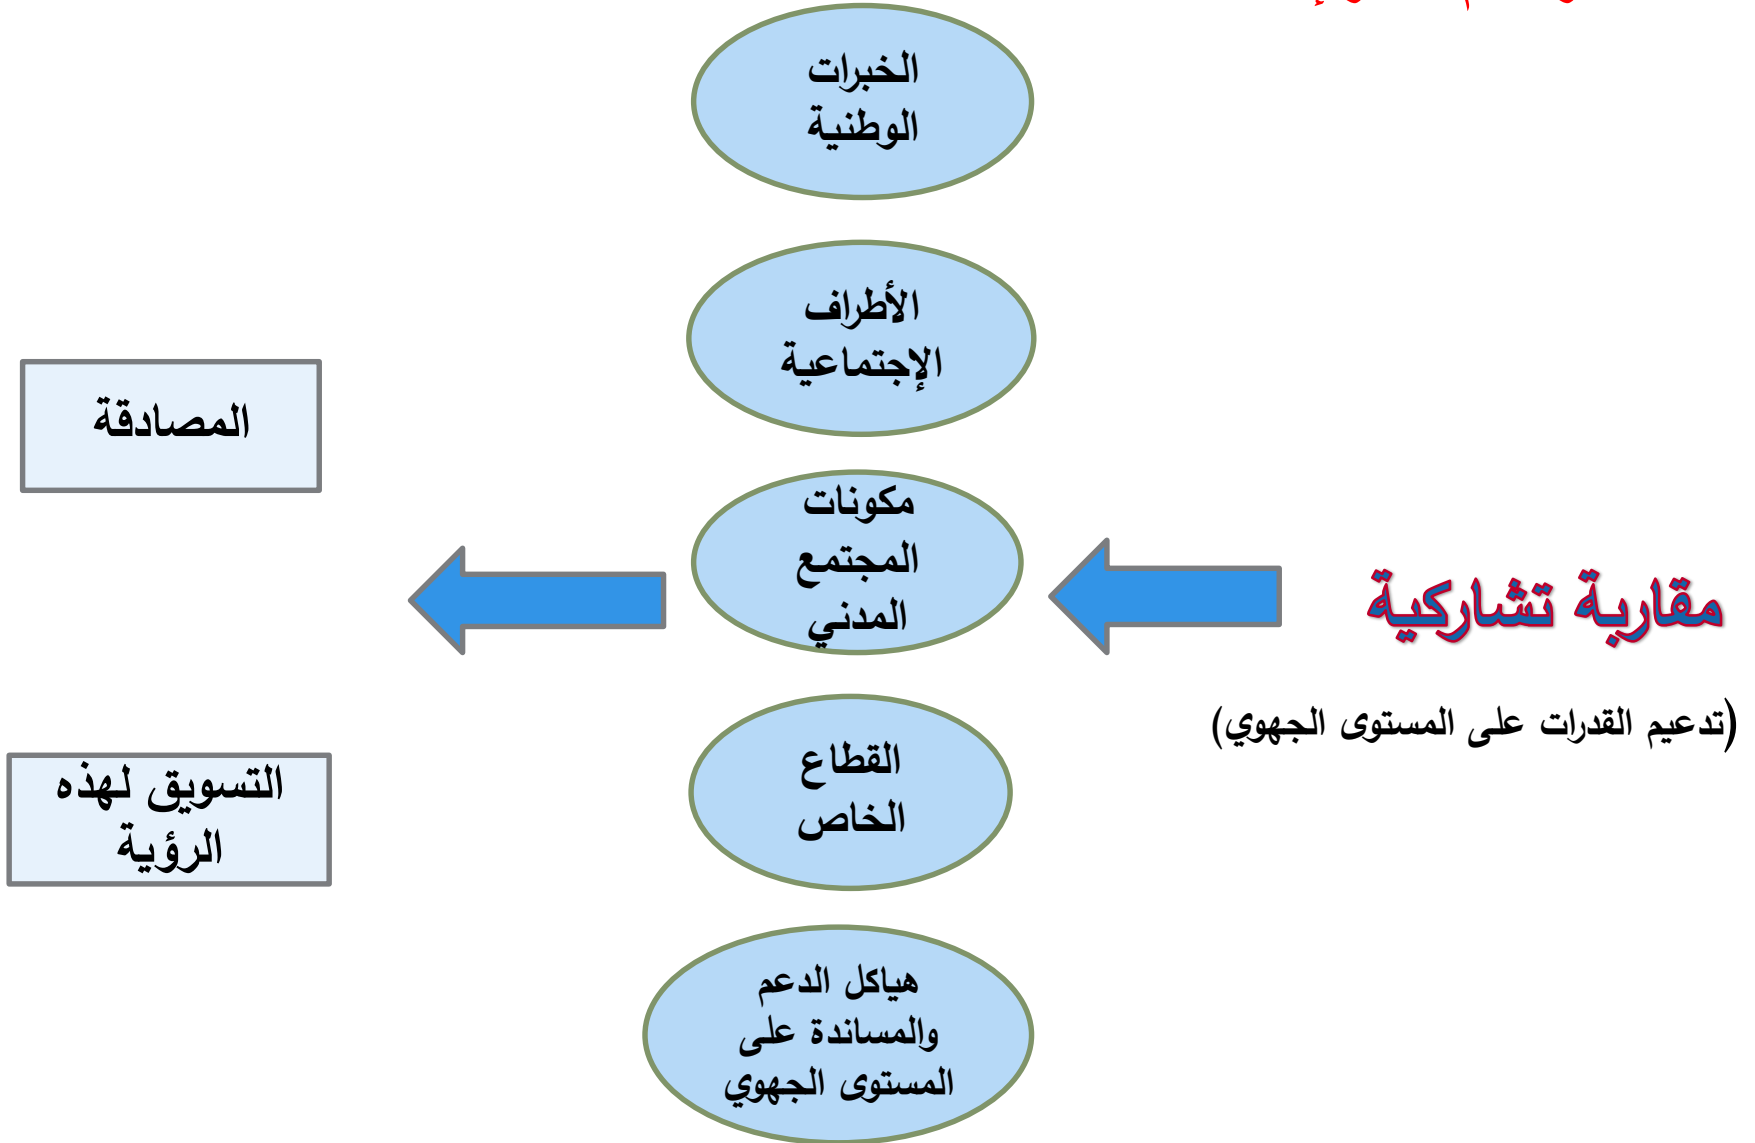 الخبرات
الوطنية
الأطراف
الإجتماعية
مكونات
المجتمع
المدني
القطاع
الخاص
هياكل الدعم
والمساندة على
المستوى الجهوي
مقاربة تشاركية
(تدعيم القدرات على المستوى الجهوي)
المصادقة
التسويق لهذه
الرؤية